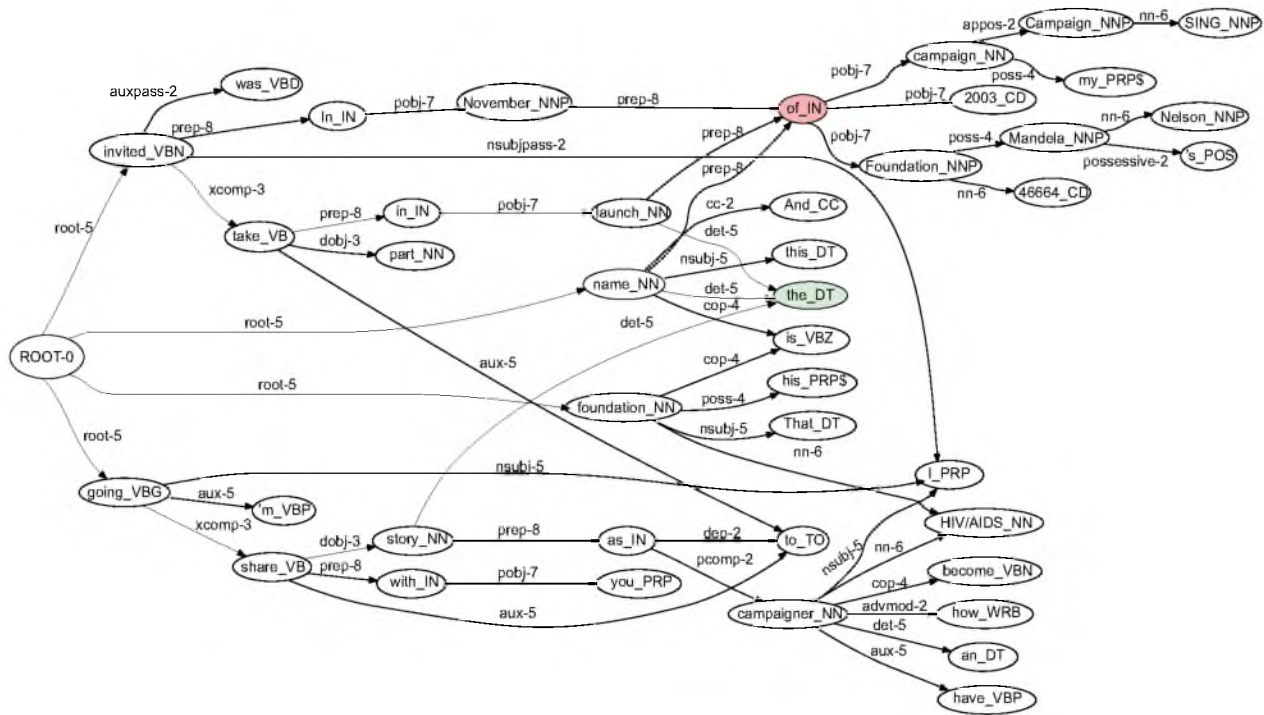 appos-2
Campaign_NNP
nn-6
SING_NNP
campaign_NN
pobj-7
poss-4
my_PRP$
auxpass-2
was_VBD
pobj-7
November_NNP
prep-8
of_IN
pobj-7
2003_CD
prep-8
In_IN
nn-6
Nelson_NNP
pobj-7
poss-4
Mandela_NNP
invited_VBN
nsubjpass-2
prep-8
Foundation_NNP
possessive-2
's_POS
prep-8
nn-6
46664_CD
xcomp-3
prep-8
in_IN
pobj-7
launch_NN
cc-2
And_CC
root-5
take_VB
dobj-3
part_NN
det-5
nsubj-5
this_DT
name_NN
det-5
the_DT
cop-4
root-5
det-5
is_VBZ
ROOT-0
aux-5
cop-4
root-5
his_PRP$
foundation_NN
poss-4
nsubj-5
That_DT
root-5
nn-6
nsubj-5
I_PRP
going_VBG
aux-5
'm_VBP
xcomp-3
HIV/AIDS_NN
dobj-3
story_NN
prep-8
as_IN
dep-2
to_TO
nsubj-5
nn-6
share_VB
prep-8
with_IN
pobj-7
you_PRP
pcomp-2
become_VBN
cop-4
aux-5
campaigner_NN
advmod-2
how_WRB
det-5
an_DT
aux-5
have_VBP